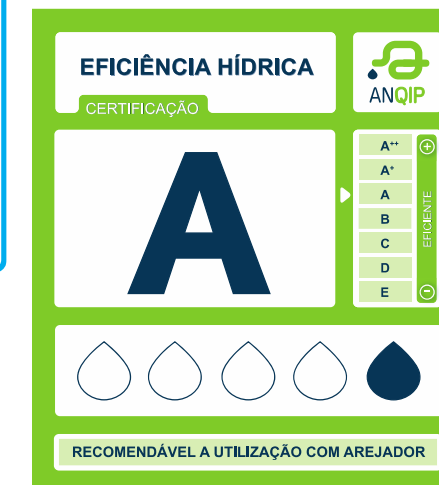 EFICIÊNCIA HÍDRICA
CERTIFICAÇÃO
ANQIP
A
A++
A+
A
B
C
D
E
EFICIENTE
RECOMENDÁVEL A UTILIZAÇÃO COM AREJADOR